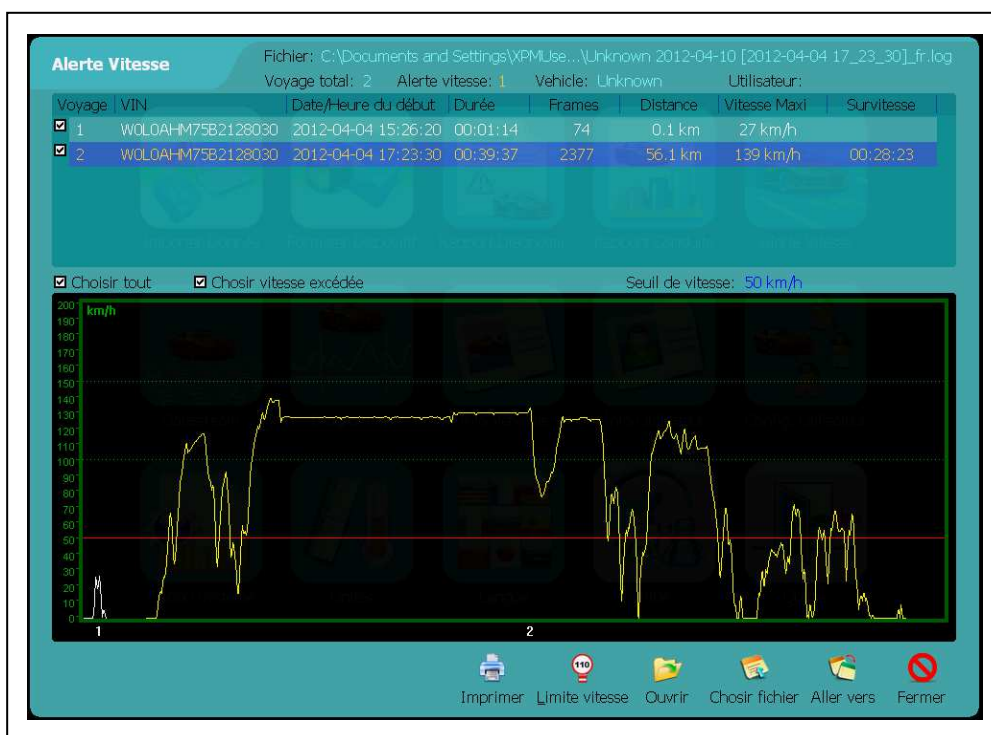 Alerte Vitesse
Fichier: C:\Documents and Settings\XPMUse...\Unknown 2012-04-10 [2012-04-04 17_23_30]_fr.log
Voyage total: 2 Alerte vitesse: 1 Vehicle: Unknown Utilisateur:
Voyage VIN Date/Heure du début Durée Frames Distance Vitesse Maxi Survitesse
1 W0L0AHM75B2128030 2012-04-04 15:26:20 00:01:14 74 0.1 km 27 km/h
2 W0L0AHM75B2128030 2012-04-04 17:23:30 00:39:37 2377 56.1 km 139 km/h 00:28:23
Choisir tout Chosir vitesse excédée Seuil de vitesse: 50 km/h
km/h
200
190
180
170
160
150
140
130
120
110
100
90
80
70
60
50
40
30
20
10
0
1 2
110
Imprimer Limite vitesse Ouvrir Chosir fichier Aller vers Fermer